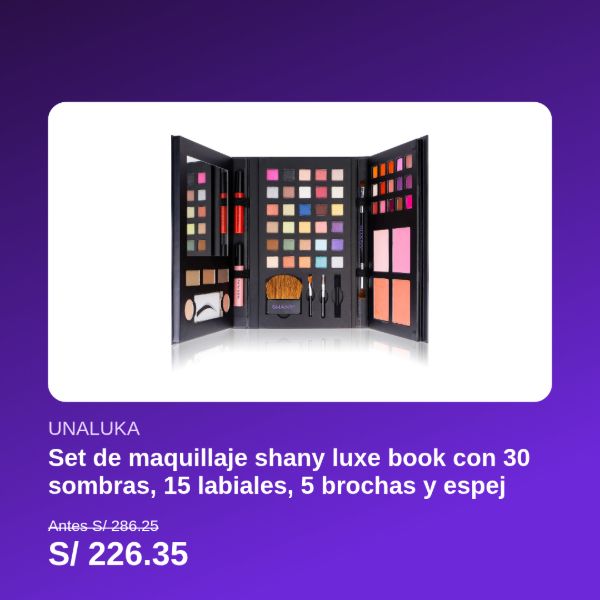 SHANY
UNALUKA
Set de maquillaje shany luxe book con 30
sombras, 15 labiales, 5 brochas y espej
Antes S/ 286.25
S/ 226.35